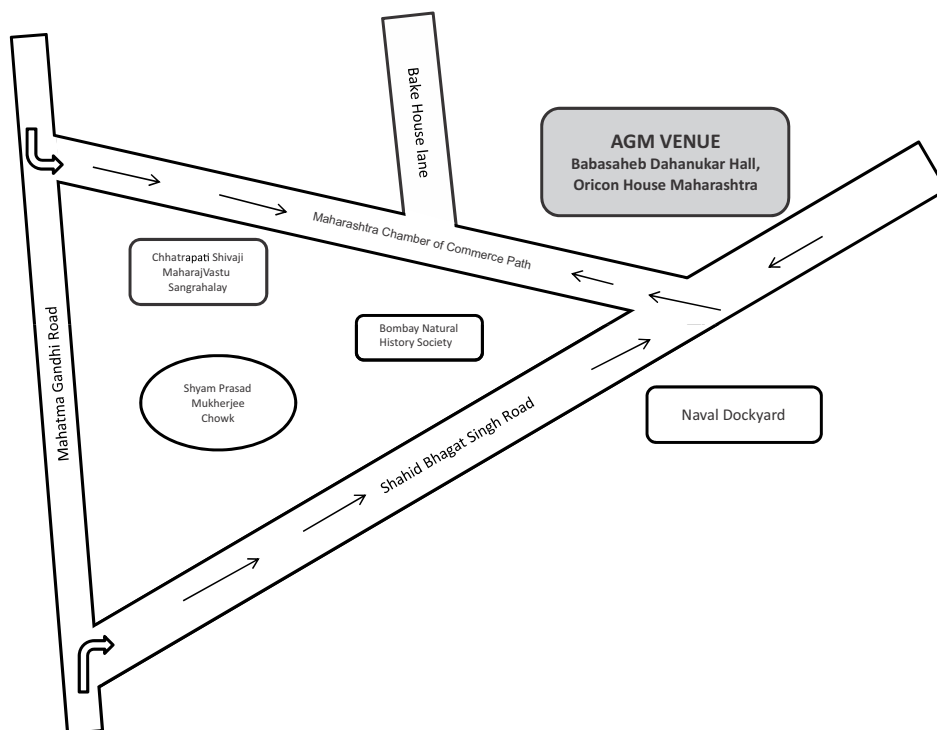 Bake House lane
AGM VENUE
Babasaheb Dahanukar Hall,
Oricon House Maharashtra
Maharashtra Chamber of Commerce Path
Chhatrapati Shivaji
MaharajVastu
Sangrahalay
Bombay Natural
History Society
Mahatma Gandhi Road
Shyam Prasad
Mukherjee
Chowk
Naval Dockyard
Shahid Bhagat Singh Road